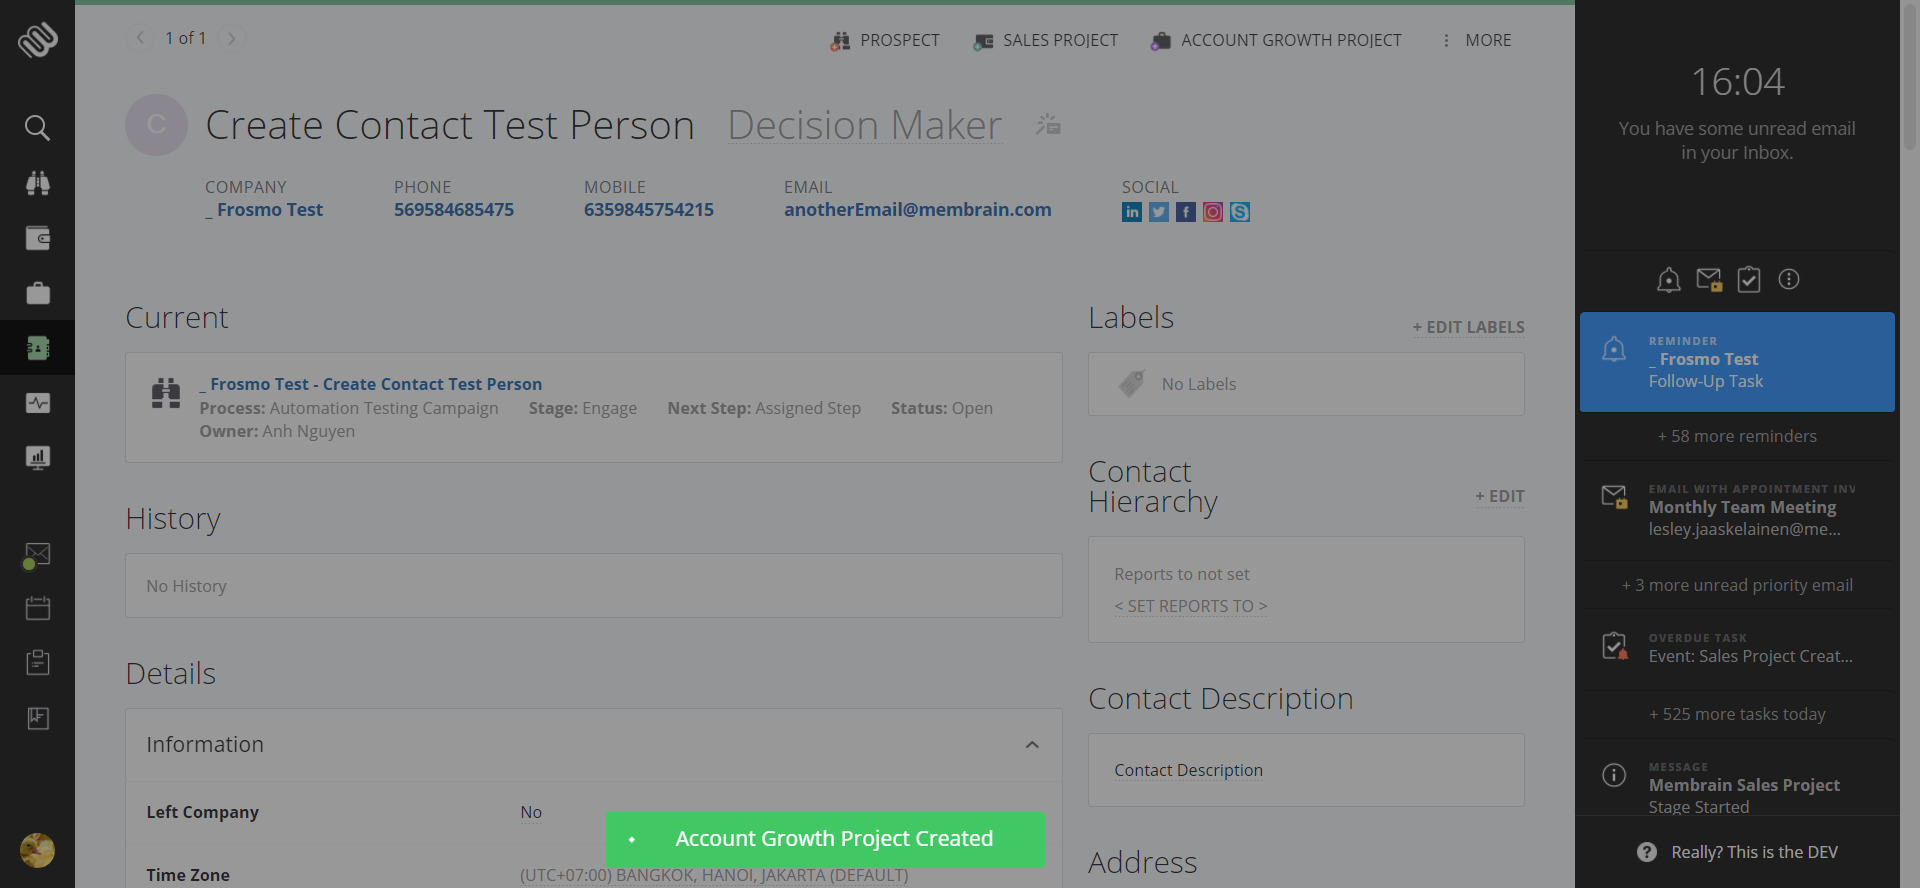 1 of 1
PROSPECT
SALES PROJECT
ACCOUNT GROWTH PROJECT
MORE
C
Create Contact Test Person
Decision Maker
COMPANY
_ Frosmo Test
PHONE
569584685475
MOBILE
6359845754215
EMAIL
anotherEmail@membrain.com
SOCIAL
Current
_ Frosmo Test - Create Contact Test Person
Process: Automation Testing Campaign Stage: Engage Next Step: Assigned Step Status: Open
Owner: Anh Nguyen
History
No History
Details
Information
Left Company No
Time Zone (UTC+07:00) BANGKOK, HANOI, JAKARTA (DEFAULT)
Account Growth Project Created
Labels
+ EDIT LABELS
No Labels
Contact
Hierarchy
+ EDIT
Reports to not set
< SET REPORTS TO >
Contact Description
Contact Description
Address
16:04
You have some unread email
in your Inbox.
REMINDER
_ Frosmo Test
Follow-Up Task
+ 58 more reminders
EMAIL WITH APPOINTMENT INV
Monthly Team Meeting
lesley.jaaskelainen@me...
+ 3 more unread priority email
OVERDUE TASK
Event: Sales Project Creat...
+ 525 more tasks today
MESSAGE
Membrain Sales Project
Stage Started
? Really? This is the DEV